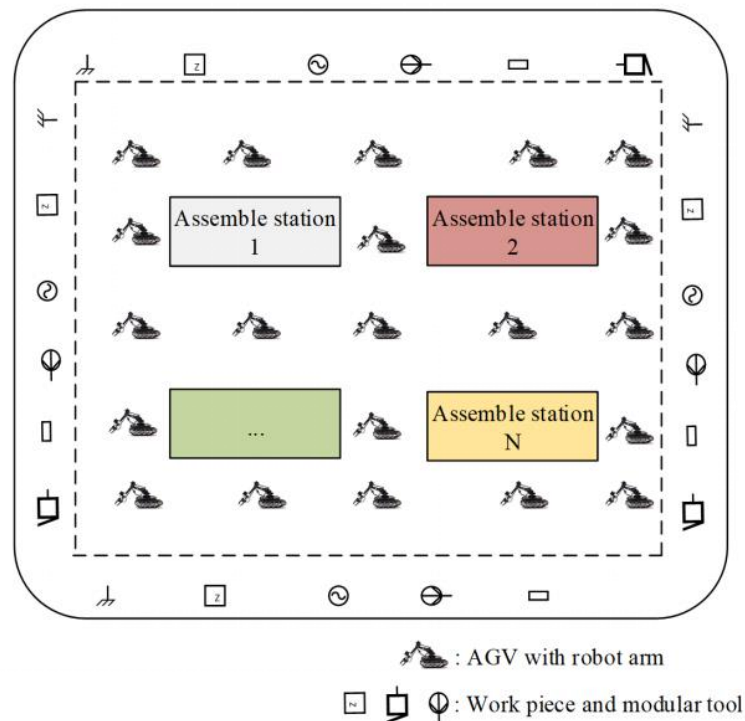 z
z
z
Assemble station
1
Assemble station
2
...
Assemble station
N
z
: AGV with robot arm
z
: Work piece and modular tool